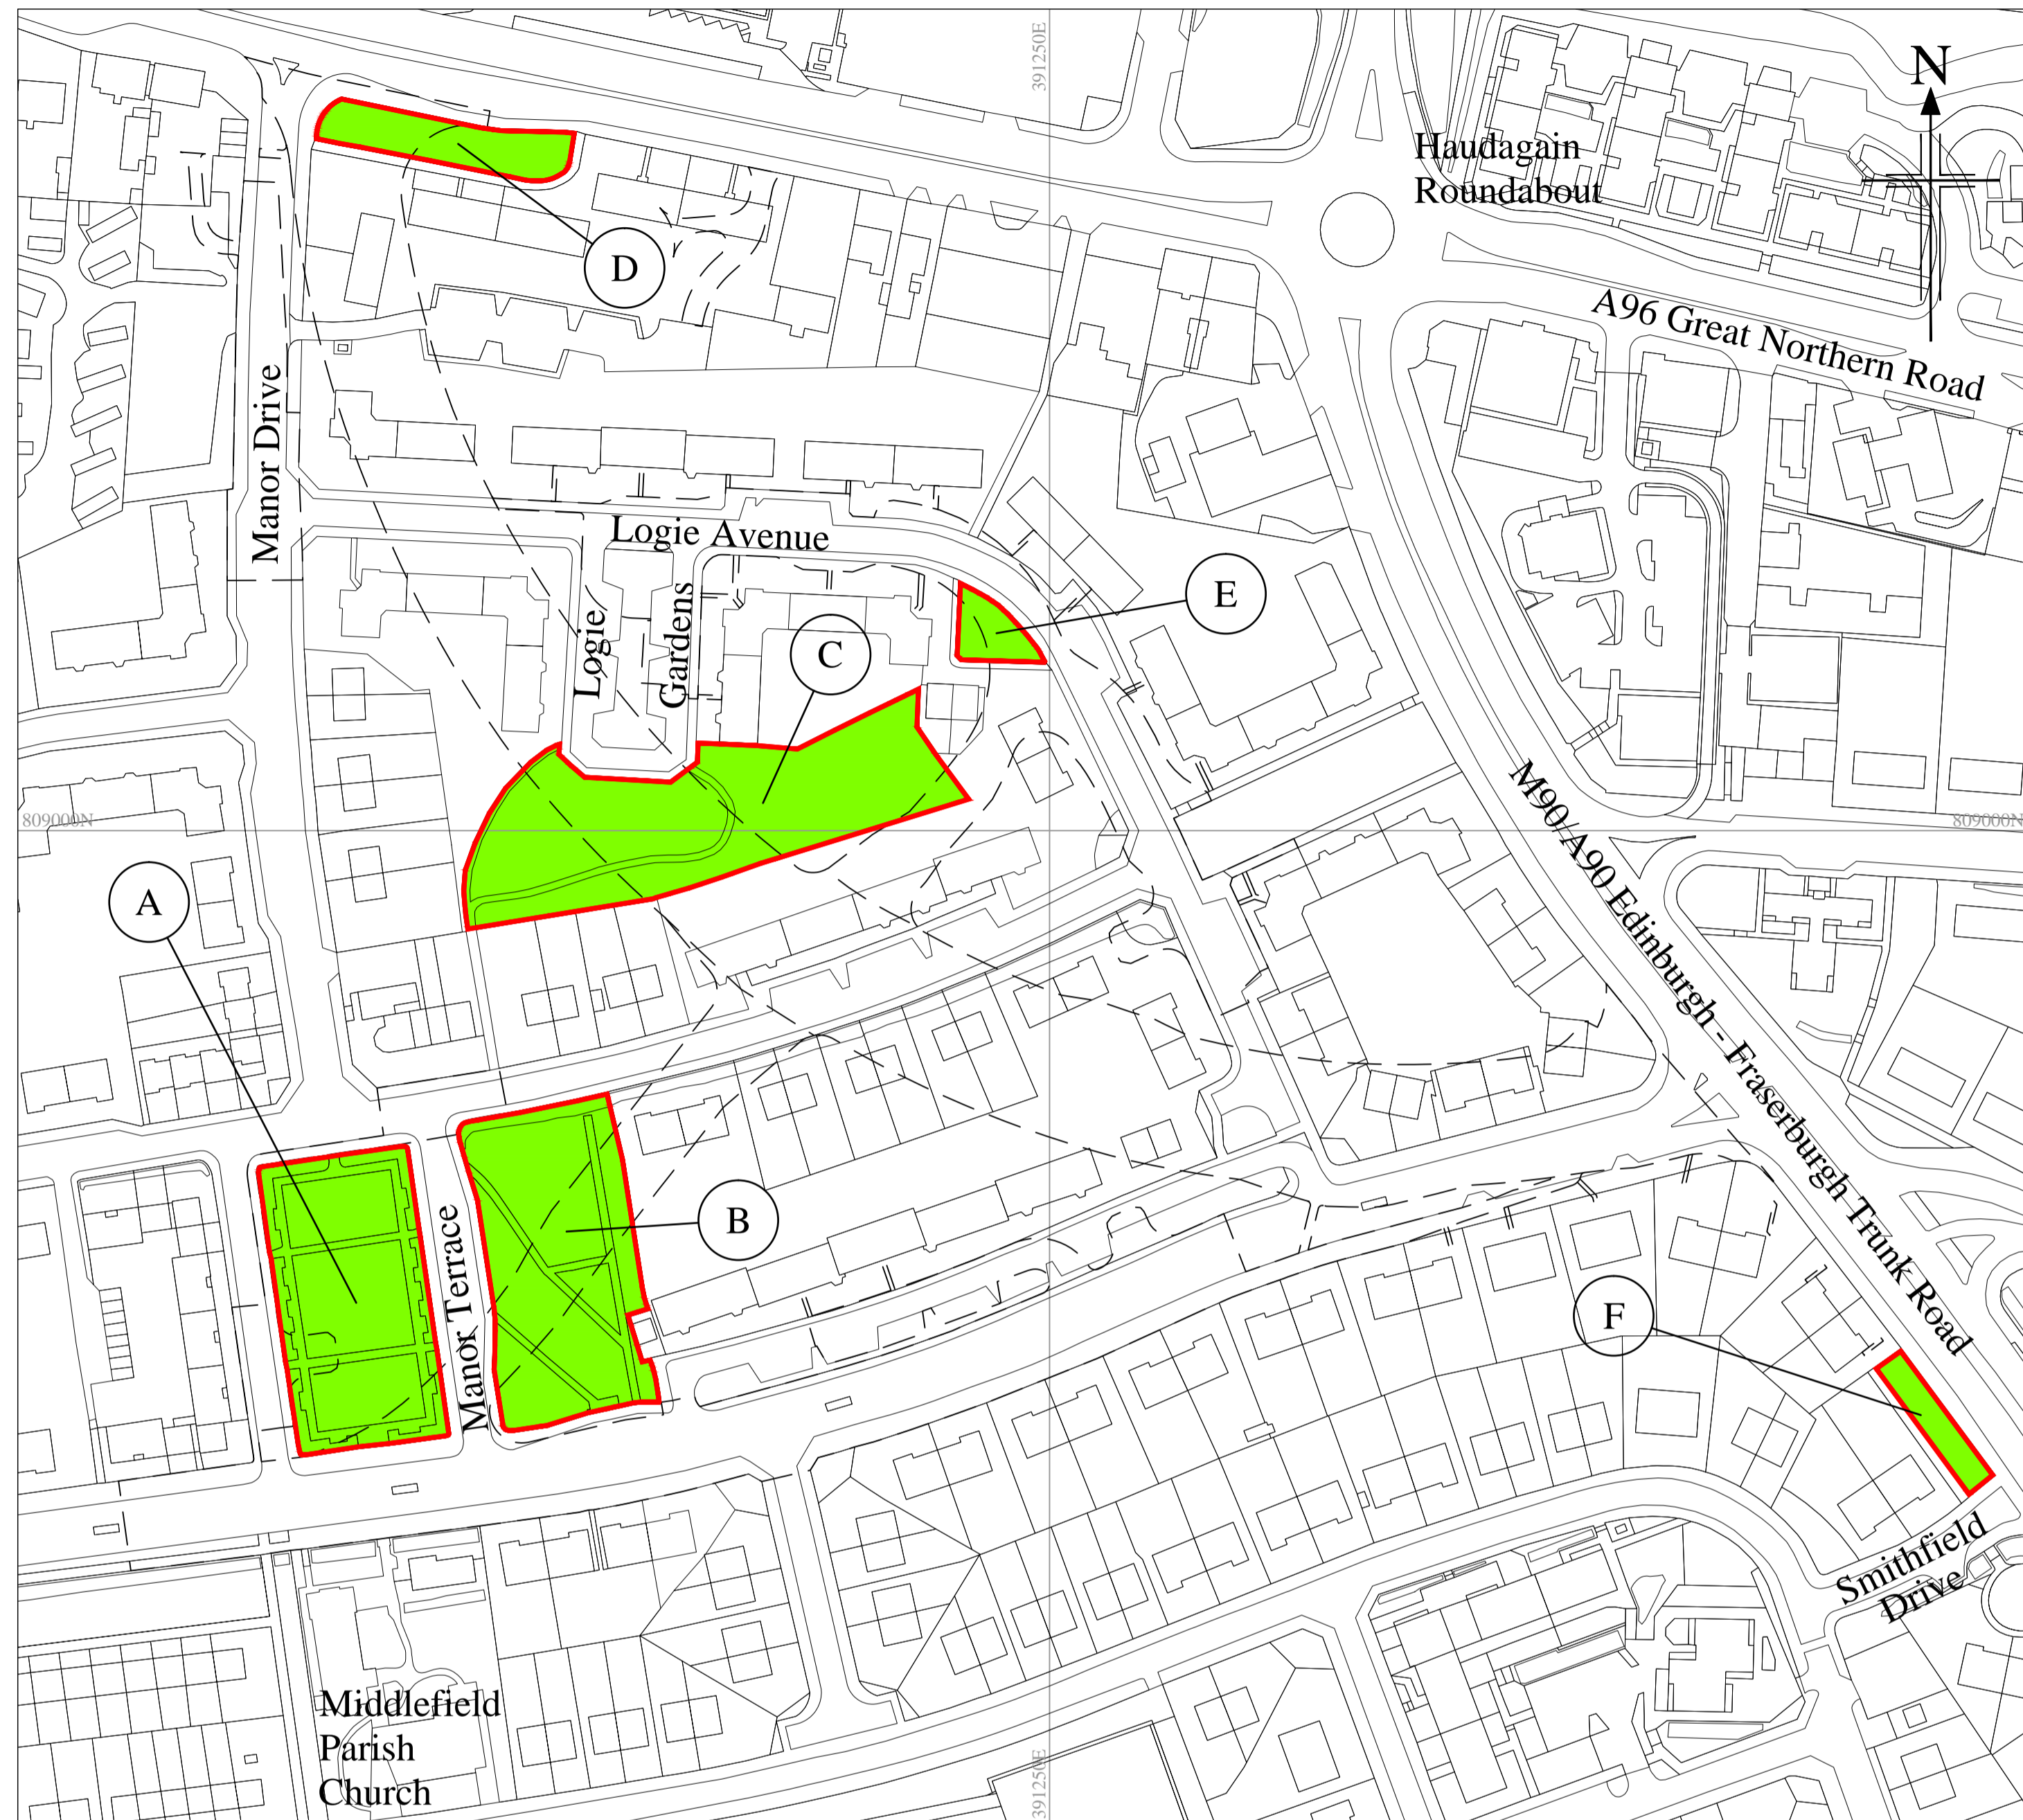 391250E
N
Haudagain
Roundabout
D
A96 Great Northern Road
Manor Drive
Logie Avenue
E
Logie
Gardens
C
M90/A90 Edinburgh - Fraserburgh Trunk Road
809000N
809000N
A
B
Manor Terrace
F
Smithfield
Drive
Middlefield
Parish
Church
391250E